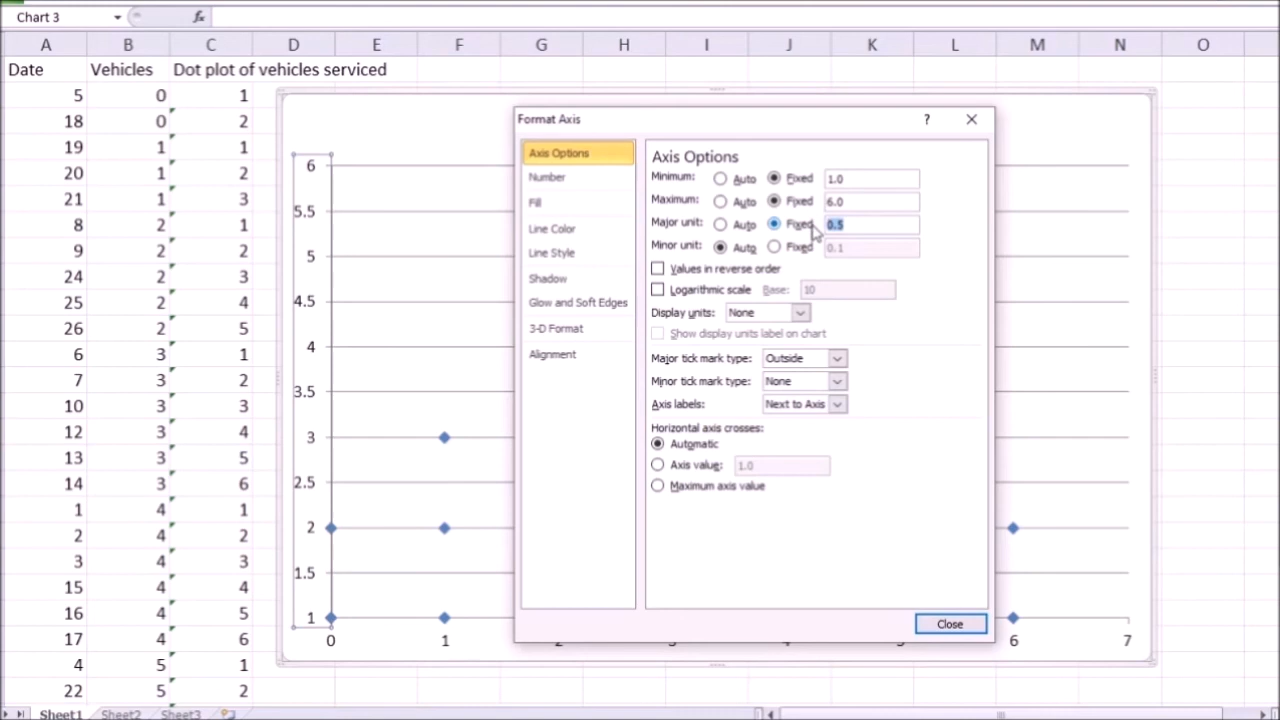 Chart 3 fx
A B C D E F G H I J K L M N O
Date Vehicles Dot plot of vehicles serviced
5 0 1
18 0 2
19 1 1
20 1 2
21 1 3
8 2 1
9 2 2
24 2 3
25 2 4
26 2 5
6 3 1
7 3 2
10 3 3
12 3 4
13 3 5
14 3 6
1 4 1
2 4 2
3 4 3
15 4 4
16 4 5
17 4 6
4 5 1
22 5 2
6
5.5
5
4.5
4
3.5
3
2.5
2
1.5
1
0 1 6 7
Format Axis ?
Axis Options
Number
Fill
Line Color
Line Style
Shadow
Glow and Soft Edges
3-D Format
Alignment
Axis Options
Minimum: Auto Fixed 1.0
Maximum: Auto Fixed 6.0
Major unit: Auto Fixed 0.5
Minor unit: Auto Fixed 0.1
Values in reverse order
Logarithmic scale Base: 10
Display units: None
Show display units label on chart
Major tick mark type: Outside
Minor tick mark type: None
Axis labels: Next to Axis
Horizontal axis crosses:
Automatic
Axis value: 1.0
Maximum axis value
Close
Sheet1 Sheet2 Sheet3